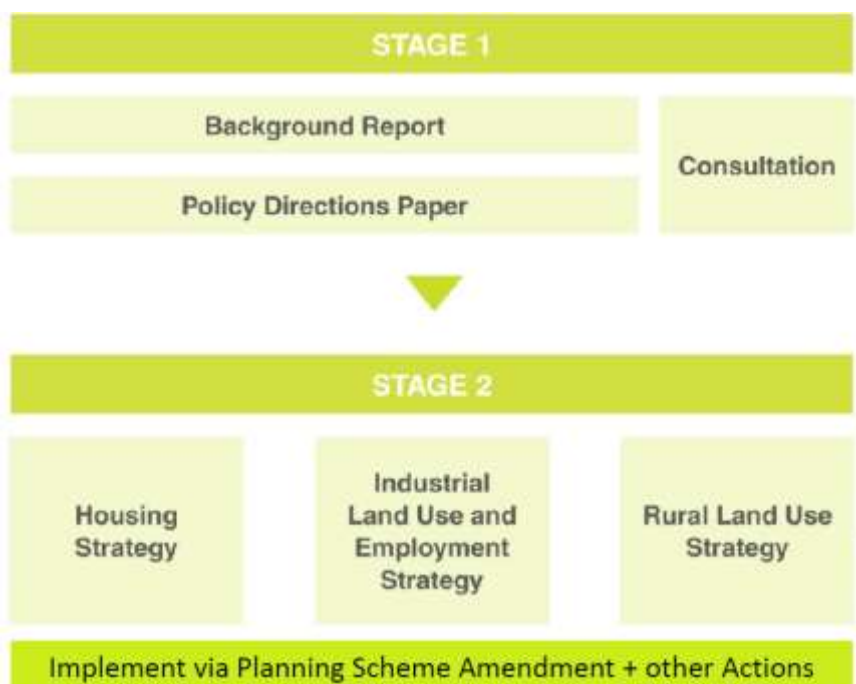 STAGE 1
Background Report
Policy Directions Paper
Consultation
STAGE 2
Housing
Strategy
Industrial
Land Use and
Employment
Strategy
Rural Land Use
Strategy
Implement via Planning Scheme Amendment + other Actions